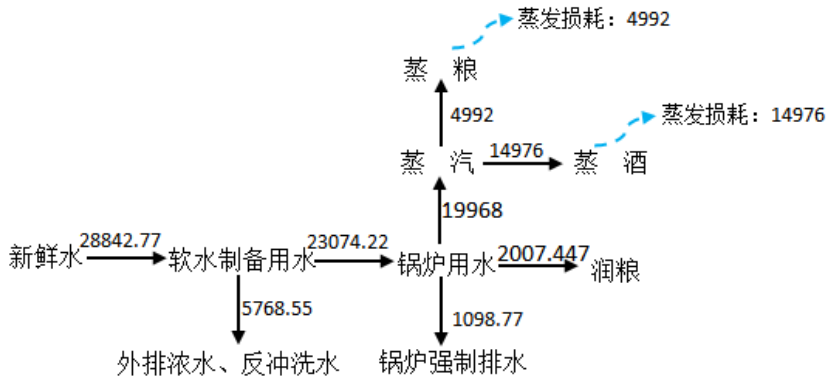 蒸发损耗：4992
蒸 粮
4992
蒸发损耗：14976
蒸 汽
14976
蒸 酒
19968
新鲜水
28842.77
软水制备用水
23074.22
锅炉用水
2007.447
润粮
5768.55
1098.77
外排浓水、反冲洗水
锅炉强制排水